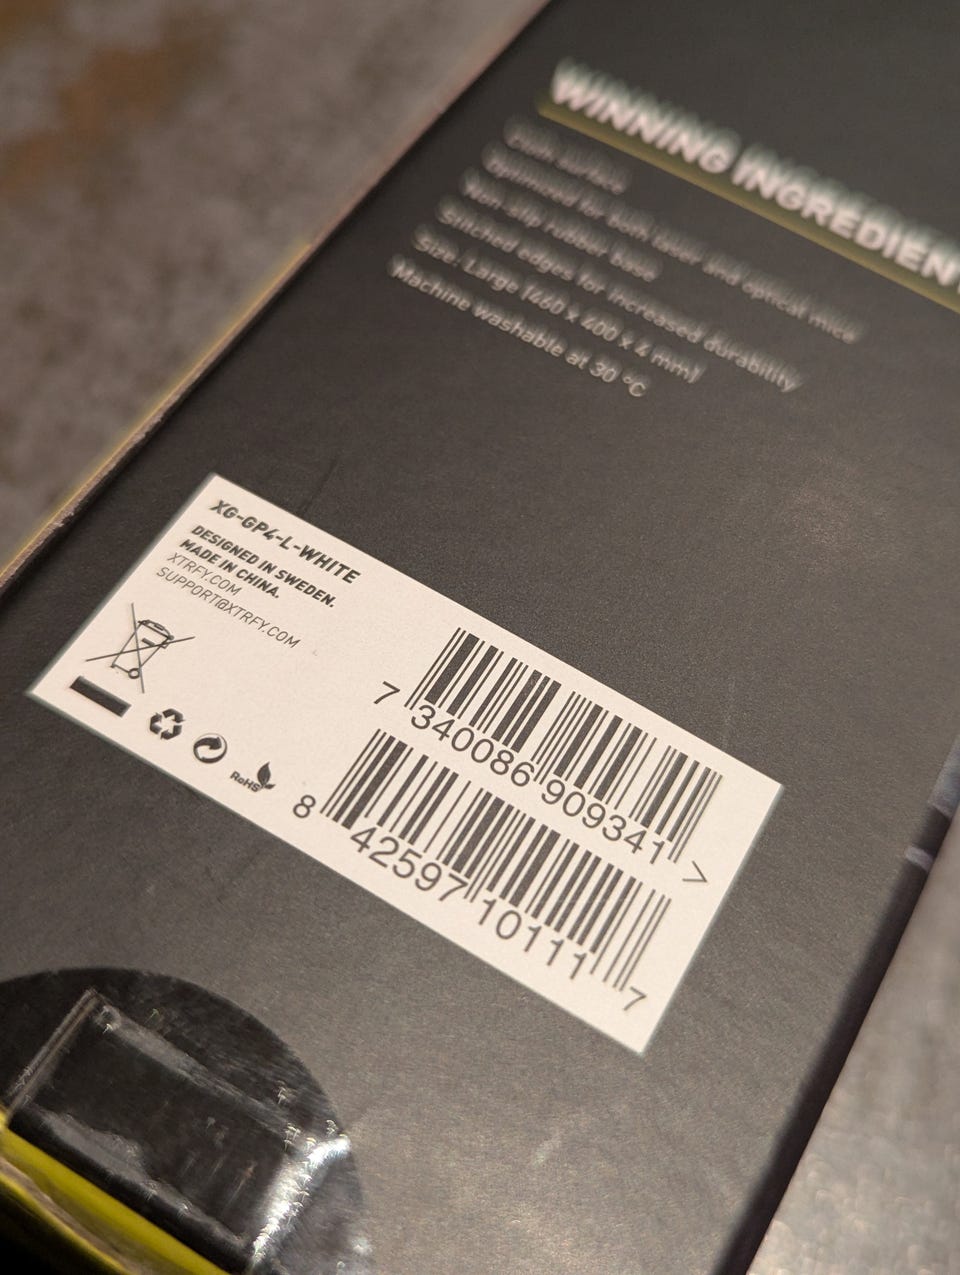 WINNING INGREDIENT
Cloth surface
Optimized for both laser and optical mice
Non-slip rubber base
Stitched edges for increased durability
Size: Large (460 x 400 x 4 mm)
Machine washable at 30 °C
XG-GP4-L-WHITE
DESIGNED IN SWEDEN.
MADE IN CHINA.
XTRFY.COM
SUPPORT@XTRFY.COM
RoHS
7 340086 909341 >
8 42597 10111 7